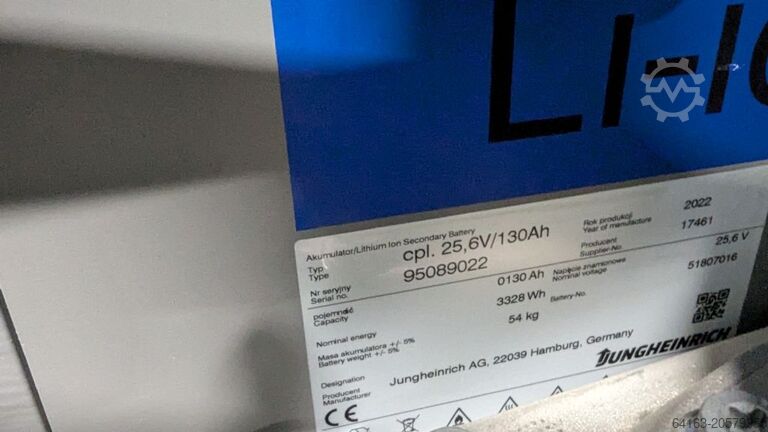 Li-Io
Akumulator/Lithium Ion Secondary Battery
Typ
Type
cpl. 25,6V/130Ah
Rok produkcji
Year of manufacture
2022
Nr seryjny
Serial no.
95089022
Producent
Supplier-No.
17461
pojemność
Capacity
0130 Ah
Napięcie znamionowe
Nominal voltage
25,6 V
Nominal energy
3328 Wh
Battery-No.
51807016
Masa akumulatora +/- 5%
Battery weight +/- 5%
54 kg
Designation
Producent
Manufacturer
Jungheinrich AG, 22039 Hamburg, Germany
JUNGHEINRICH
CE